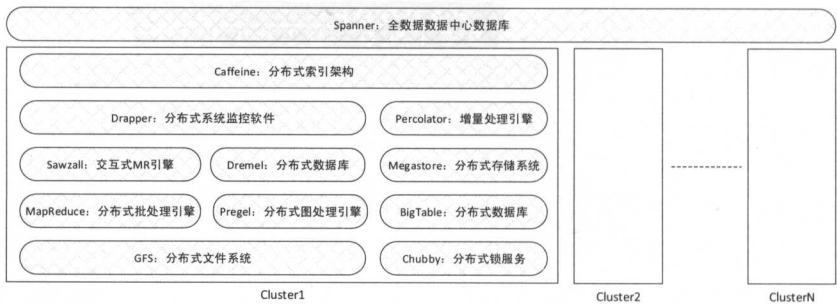 Spanner：全数据数据中心数据库
Caffeine：分布式索引架构
Drapper：分布式系统监控软件
Percolator：增量处理引擎
Sawzall：交互式MR引擎
Dremel：分布式数据库
Megastore：分布式存储系统
MapReduce：分布式批处理引擎
Pregel：分布式图处理引擎
BigTable：分布式数据库
GFS：分布式文件系统
Chubby：分布式锁服务
Cluster1
Cluster2
ClusterN